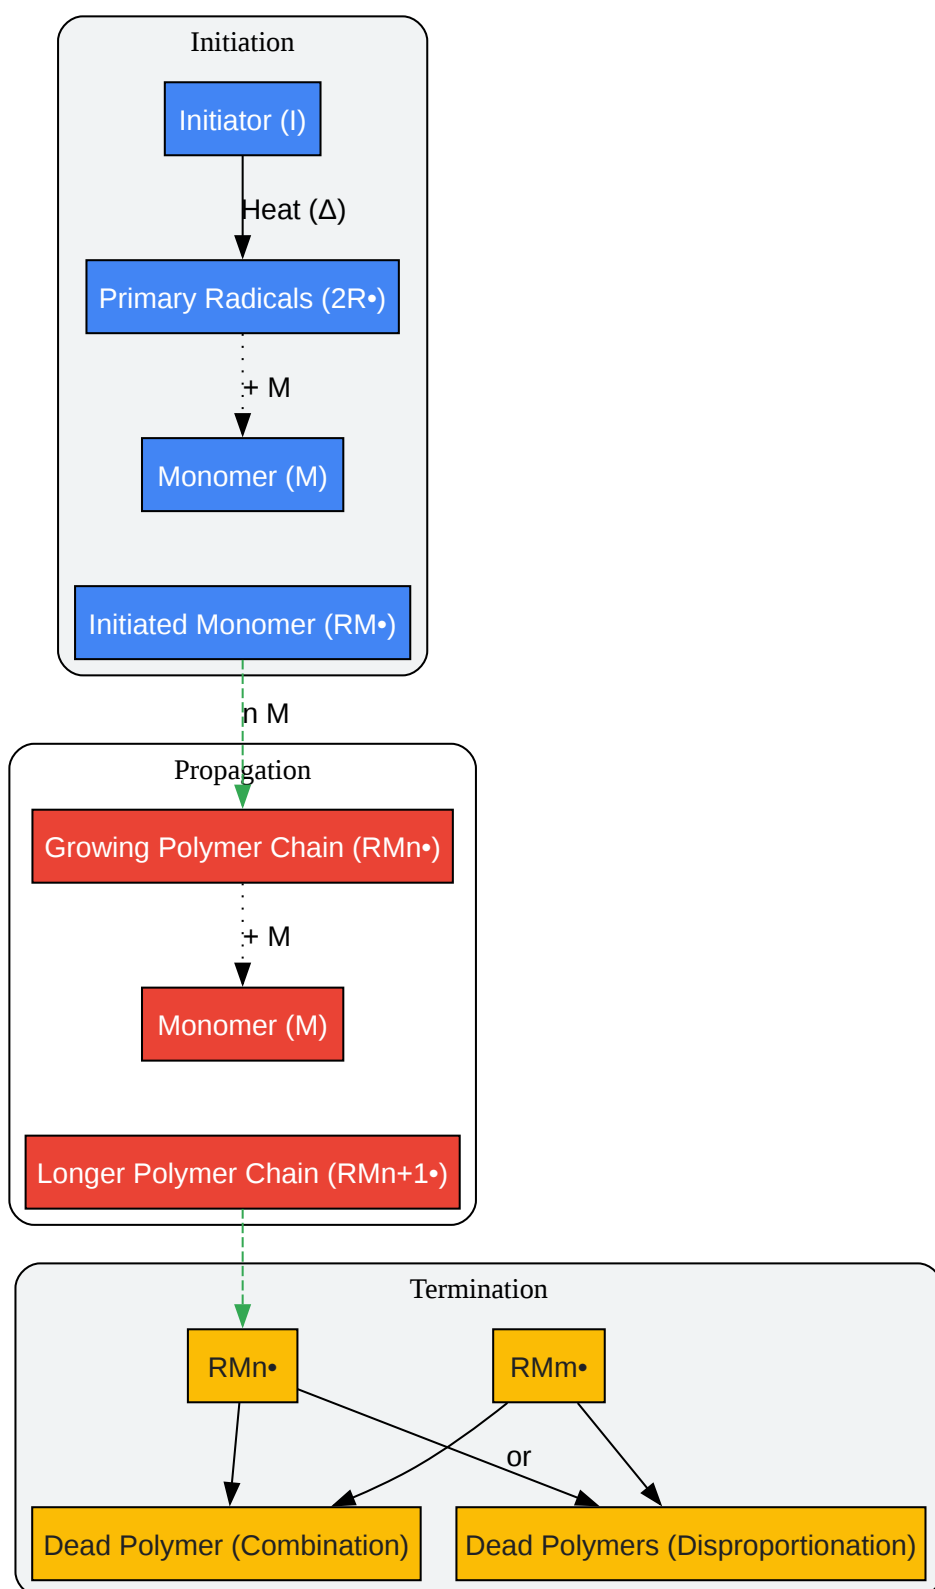 Initiation
Initiator (I)
Heat (Δ)
Primary Radicals (2R•)
+ M
Monomer (M)
Initiated Monomer (RM•)
n M
Propagation
Growing Polymer Chain (RMn•)
+ M
Monomer (M)
Longer Polymer Chain (RMn+1•)
Termination
RMn•
RMm•
or
Dead Polymer (Combination)
Dead Polymers (Disproportionation)